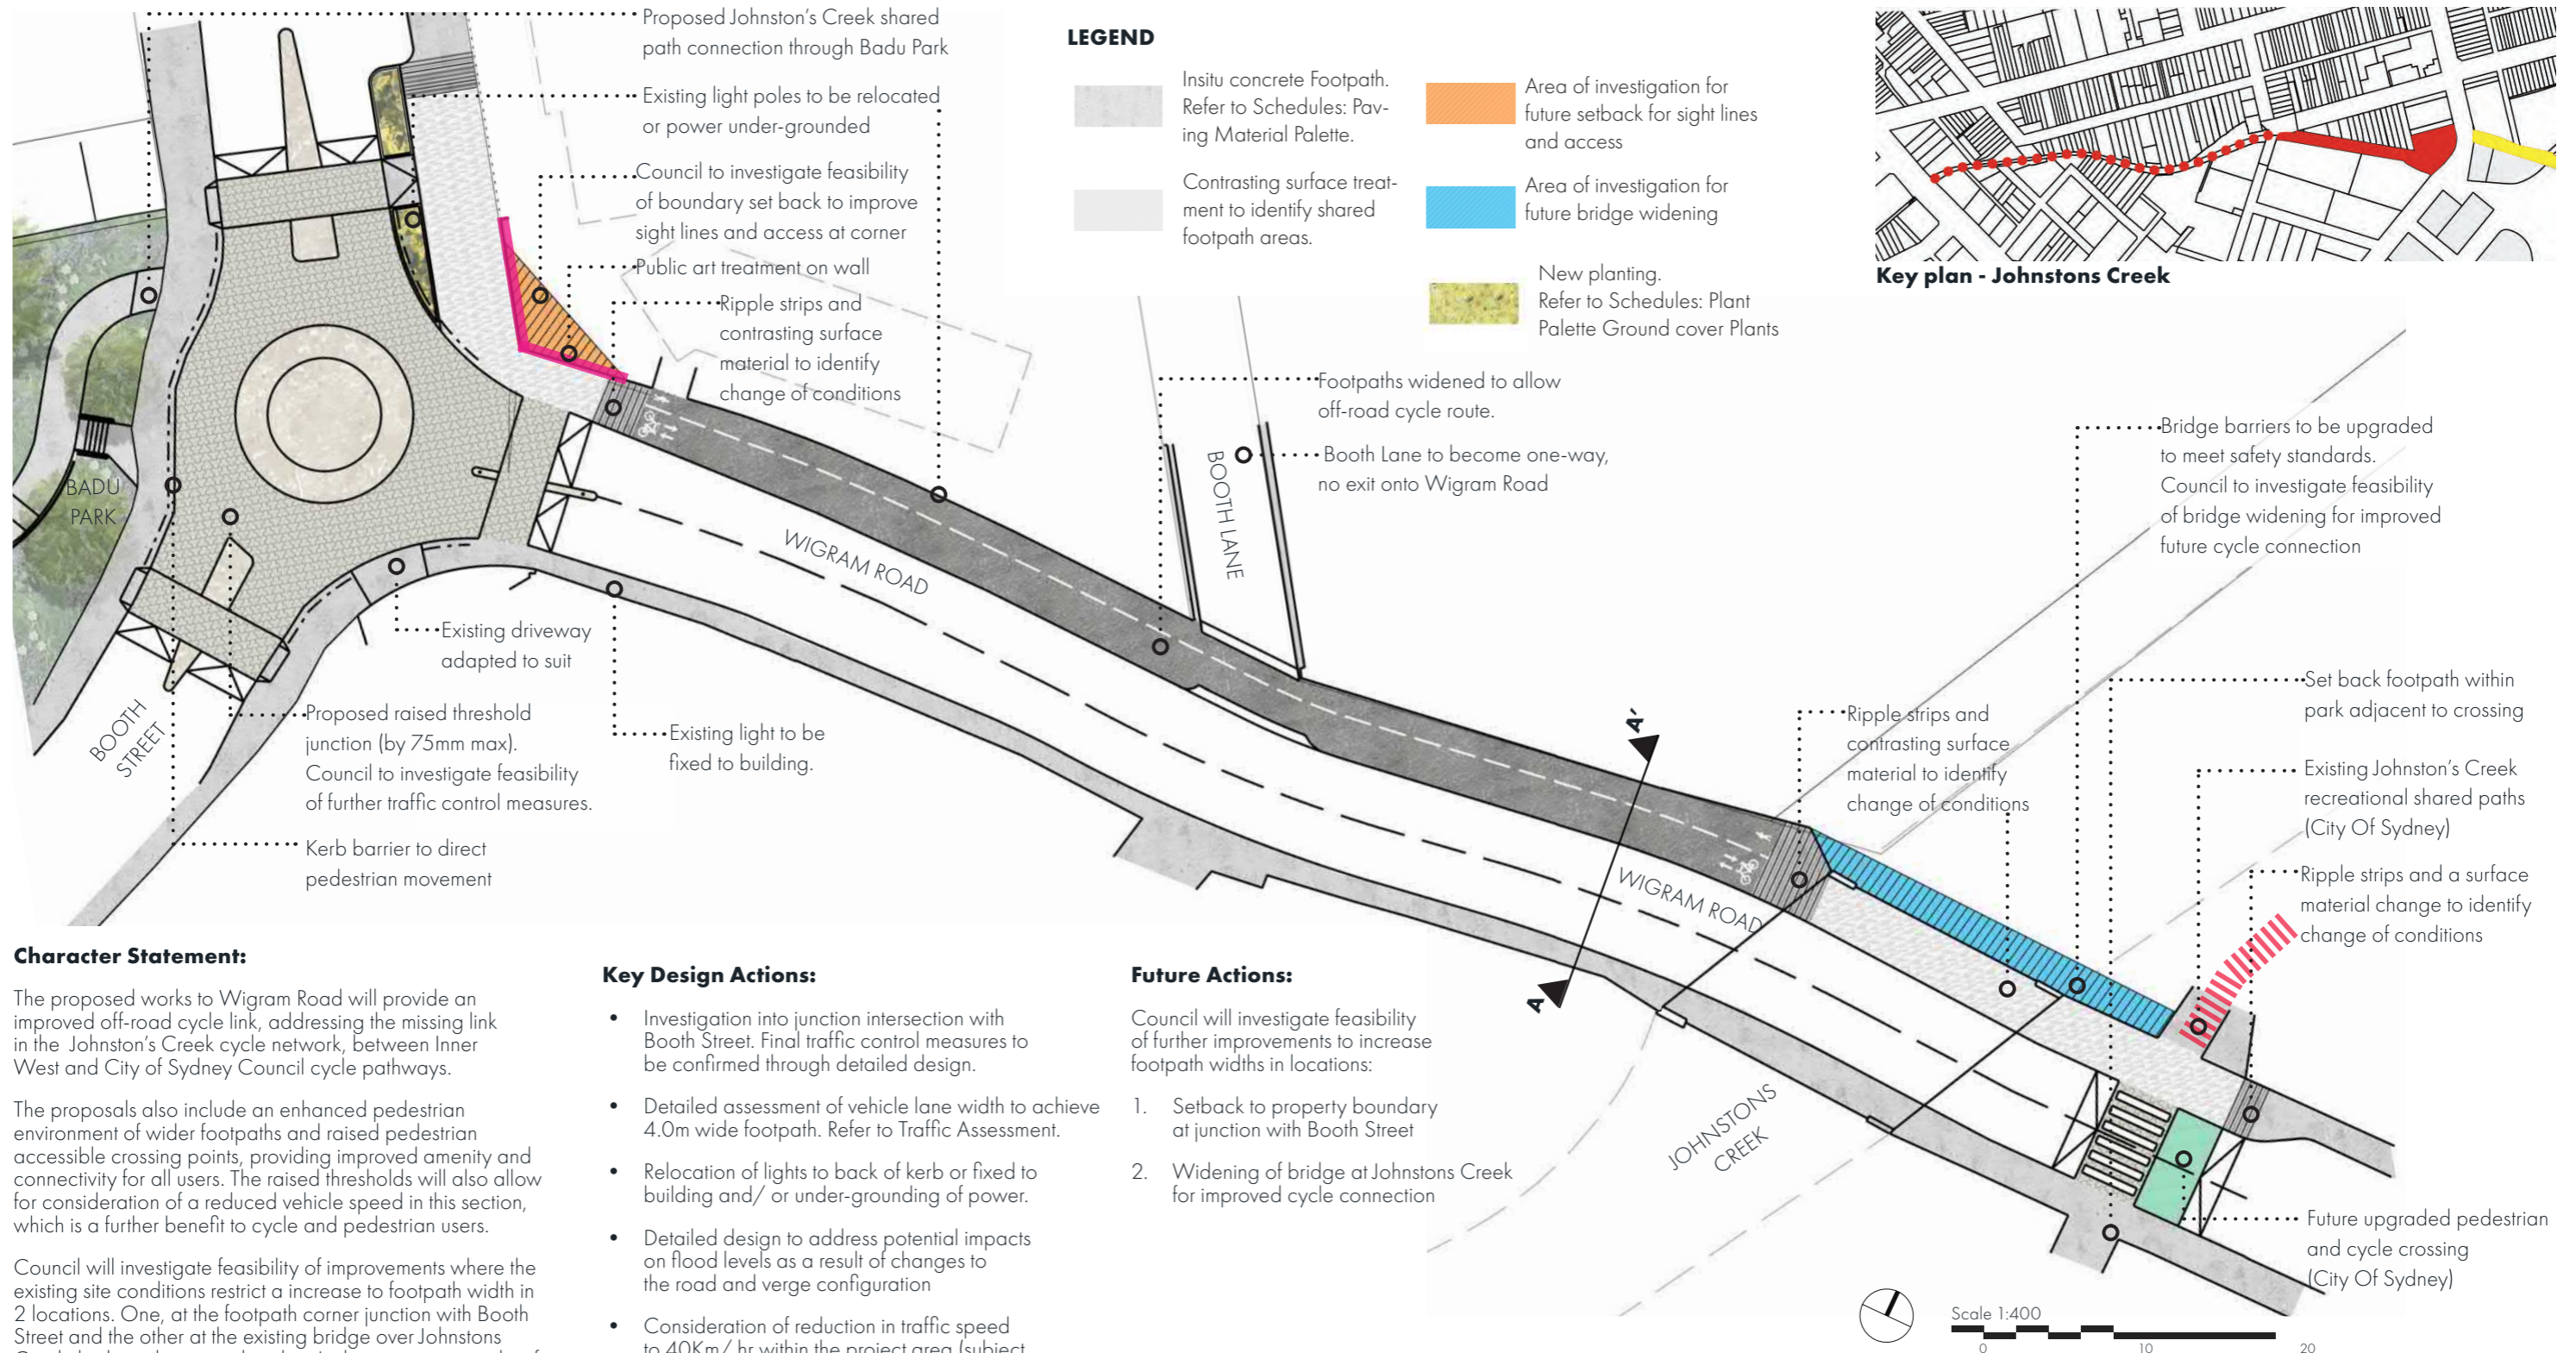 Proposed Johnston's Creek shared
path connection through Badu Park
Existing light poles to be relocated
or power under-grounded
Council to investigate feasibility
of boundary set back to improve
sight lines and access at corner
Public art treatment on wall
Ripple strips and
contrasting surface
material to identify
change of conditions
LEGEND
Insitu concrete Footpath.
Refer to Schedules: Pav-
ing Material Palette.
Contrasting surface treat-
ment to identify shared
footpath areas.
Area of investigation for
future setback for sight lines
and access
Area of investigation for
future bridge widening
New planting.
Refer to Schedules: Plant
Palette Ground cover Plants
Key plan - Johnstons Creek
Footpaths widened to allow
off-road cycle route.
Booth Lane to become one-way,
no exit onto Wigram Road
BOOTH LANE
Bridge barriers to be upgraded
to meet safety standards.
Council to investigate feasibility
of bridge widening for improved
future cycle connection
BADU
PARK
WIGRAM ROAD
Existing driveway
adapted to suit
BOOTH
STREET
Proposed raised threshold
junction (by 75mm max).
Council to investigate feasibility
of further traffic control measures.
Existing light to be
fixed to building.
Kerb barrier to direct
pedestrian movement
A'
A
Ripple strips and
contrasting surface
material to identify
change of conditions
WIGRAM ROAD
Set back footpath within
park adjacent to crossing
Existing Johnston's Creek
recreational shared paths
(City Of Sydney)
Ripple strips and a surface
material change to identify
change of conditions
JOHNSTONS
CREEK
Future upgraded pedestrian
and cycle crossing
(City Of Sydney)
Scale 1:400
0 10 20
Character Statement:
The proposed works to Wigram Road will provide an
improved off-road cycle link, addressing the missing link
in the Johnston's Creek cycle network, between Inner
West and City of Sydney Council cycle pathways.
The proposals also include an enhanced pedestrian
environment of wider footpaths and raised pedestrian
accessible crossing points, providing improved amenity and
connectivity for all users. The raised thresholds will also allow
for consideration of a reduced vehicle speed in this section,
which is a further benefit to cycle and pedestrian users.
Council will investigate feasibility of improvements where the
existing site conditions restrict a increase to footpath width in
2 locations. One, at the footpath corner junction with Booth
Street and the other at the existing bridge over Johnstons
Key Design Actions:
• Investigation into junction intersection with
Booth Street. Final traffic control measures to
be confirmed through detailed design.
• Detailed assessment of vehicle lane width to achieve
4.0m wide footpath. Refer to Traffic Assessment.
• Relocation of lights to back of kerb or fixed to
building and/ or under-grounding of power.
• Detailed design to address potential impacts
on flood levels as a result of changes to
the road and verge configuration
• Consideration of reduction in traffic speed
to 40Km/ hr within the project area (subject
Future Actions:
Council will investigate feasibility
of further improvements to increase
footpath widths in locations:
1. Setback to property boundary
at junction with Booth Street
2. Widening of bridge at Johnstons Creek
for improved cycle connection